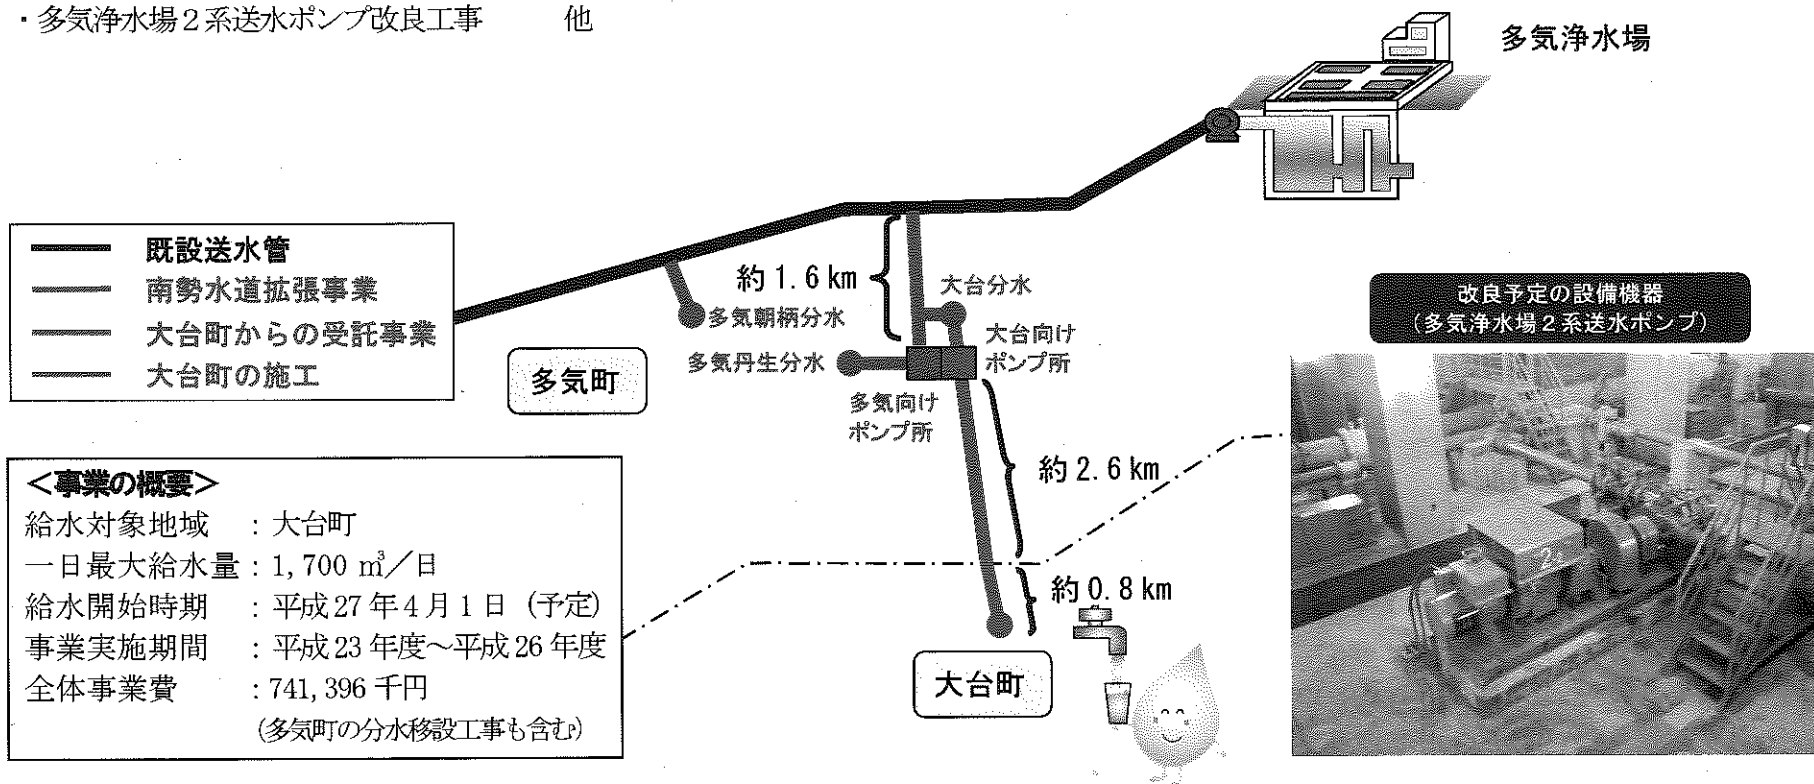 ・多気浄水場２系送水ポンプ改良工事　　　他
多気浄水場
既設送水管
南勢水道拡張事業
大台町からの受託事業
大台町の施工
約1.6km
大台分水
多気朝柄分水
大台向け
ポンプ所
多気丹生分水
多気町
多気向け
ポンプ所
改良予定の設備機器
（多気浄水場２系送水ポンプ）
約2.6km
＜事業の概要＞
給水対象地域　：大台町
一日最大給水量：1,700 ㎥／日
給水開始時期　：平成27年4月1日（予定）
事業実施期間　：平成23年度～平成26年度
全体事業費　　：741,396千円
(多気町の分水移設工事も含む)
約0.8km
大台町
2